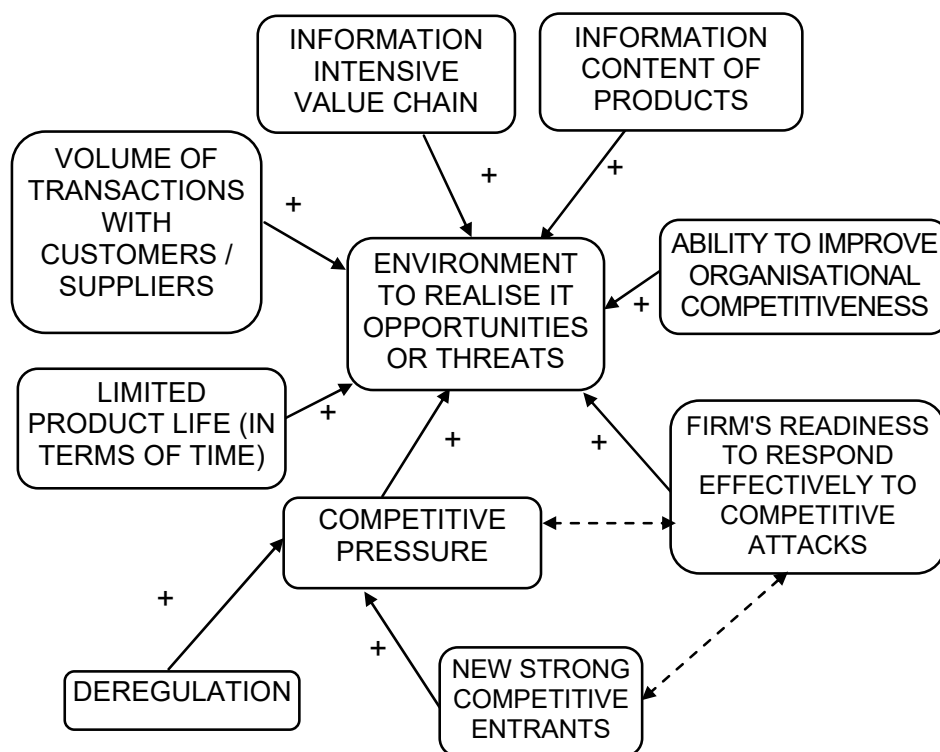 INFORMATION
INTENSIVE
VALUE CHAIN
INFORMATION
CONTENT OF
PRODUCTS
VOLUME OF
TRANSACTIONS
WITH
CUSTOMERS /
SUPPLIERS
+
+
+
ENVIRONMENT
TO REALISE IT
OPPORTUNITIES
OR THREATS
ABILITY TO IMPROVE
ORGANISATIONAL
COMPETITIVENESS
+
LIMITED
PRODUCT LIFE (IN
TERMS OF TIME)
+
+
+
FIRM'S READINESS
TO RESPOND
EFFECTIVELY TO
COMPETITIVE
ATTACKS
COMPETITIVE
PRESSURE
+
+
DEREGULATION
NEW STRONG
COMPETITIVE
ENTRANTS